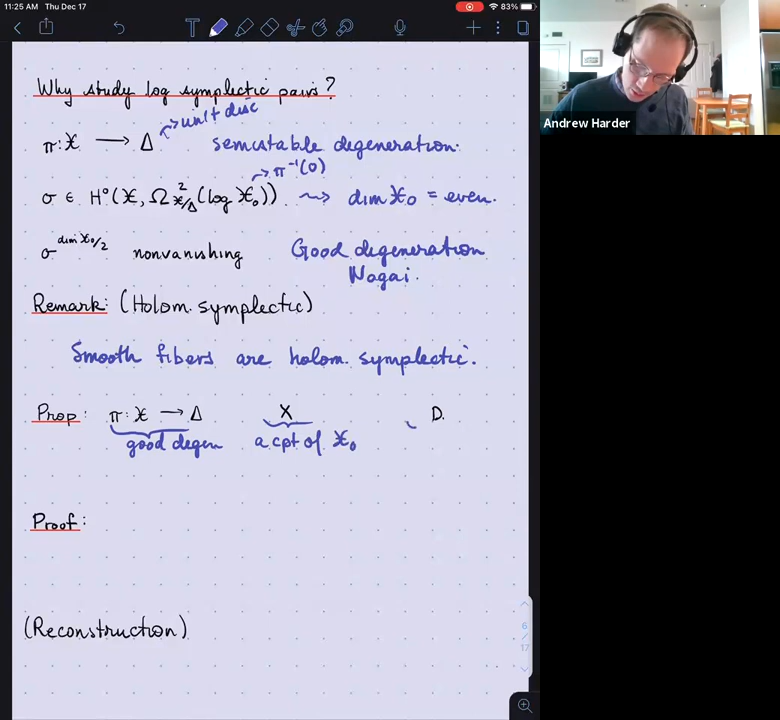 11:25 AM Thu Dec 17
83%
Why study log symplectic pairs?
→ unit disc
π: 𝒳 ⟶ Δ semistable degeneration.
→ π⁻¹(0)
σ ∈ H⁰(𝒳, Ω²_{𝒳/Δ}(log 𝒳₀)) ⇝ dim 𝒳₀ = even.
σ^{dim 𝒳₀/2} nonvanishing Good degeneration
Nagai.
Remark: (Holom. symplectic)
Smooth fibers are holom. symplectic.
Prop: π: 𝒳 ⟶ Δ X D.
good degen a cpt of 𝒳₀
Proof:
(Reconstruction)
6
/
17
Andrew Harder